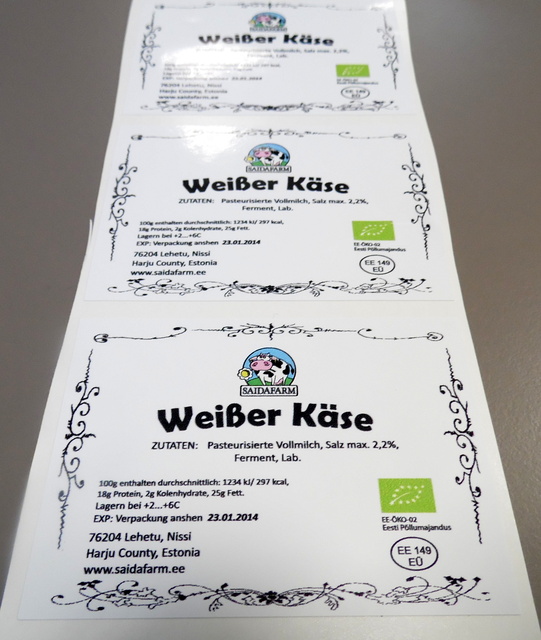 Weißer Käse
EE 149
EÜ
76204 Lehetu, Nissi
Harju County, Estonia
www.saidafarm.ee
SAIDAFARM
Weißer Käse
ZUTATEN: Pasteurisierte Vollmilch, Salz max. 2,2%,
Ferment, Lab.
100g enthalten durchschnittlich: 1234 kJ/ 297 kcal,
18g Protein, 2g Kolenhydrate, 25g Fett.
Lagern bei +2...+6C
EXP: Verpackung anshen 23.01.2014
76204 Lehetu, Nissi
Harju County, Estonia
www.saidafarm.ee
EE-ÖKO-02
Eesti Põllumajandus
EE 149
EÜ
SAIDAFARM
Weißer Käse
ZUTATEN: Pasteurisierte Vollmilch, Salz max. 2,2%,
Ferment, Lab.
100g enthalten durchschnittlich: 1234 kJ/ 297 kcal,
18g Protein, 2g Kolenhydrate, 25g Fett.
Lagern bei +2...+6C
EXP: Verpackung anshen 23.01.2014
76204 Lehetu, Nissi
Harju County, Estonia
www.saidafarm.ee
EE-ÖKO-02
Eesti Põllumajandus
EE 149
EÜ